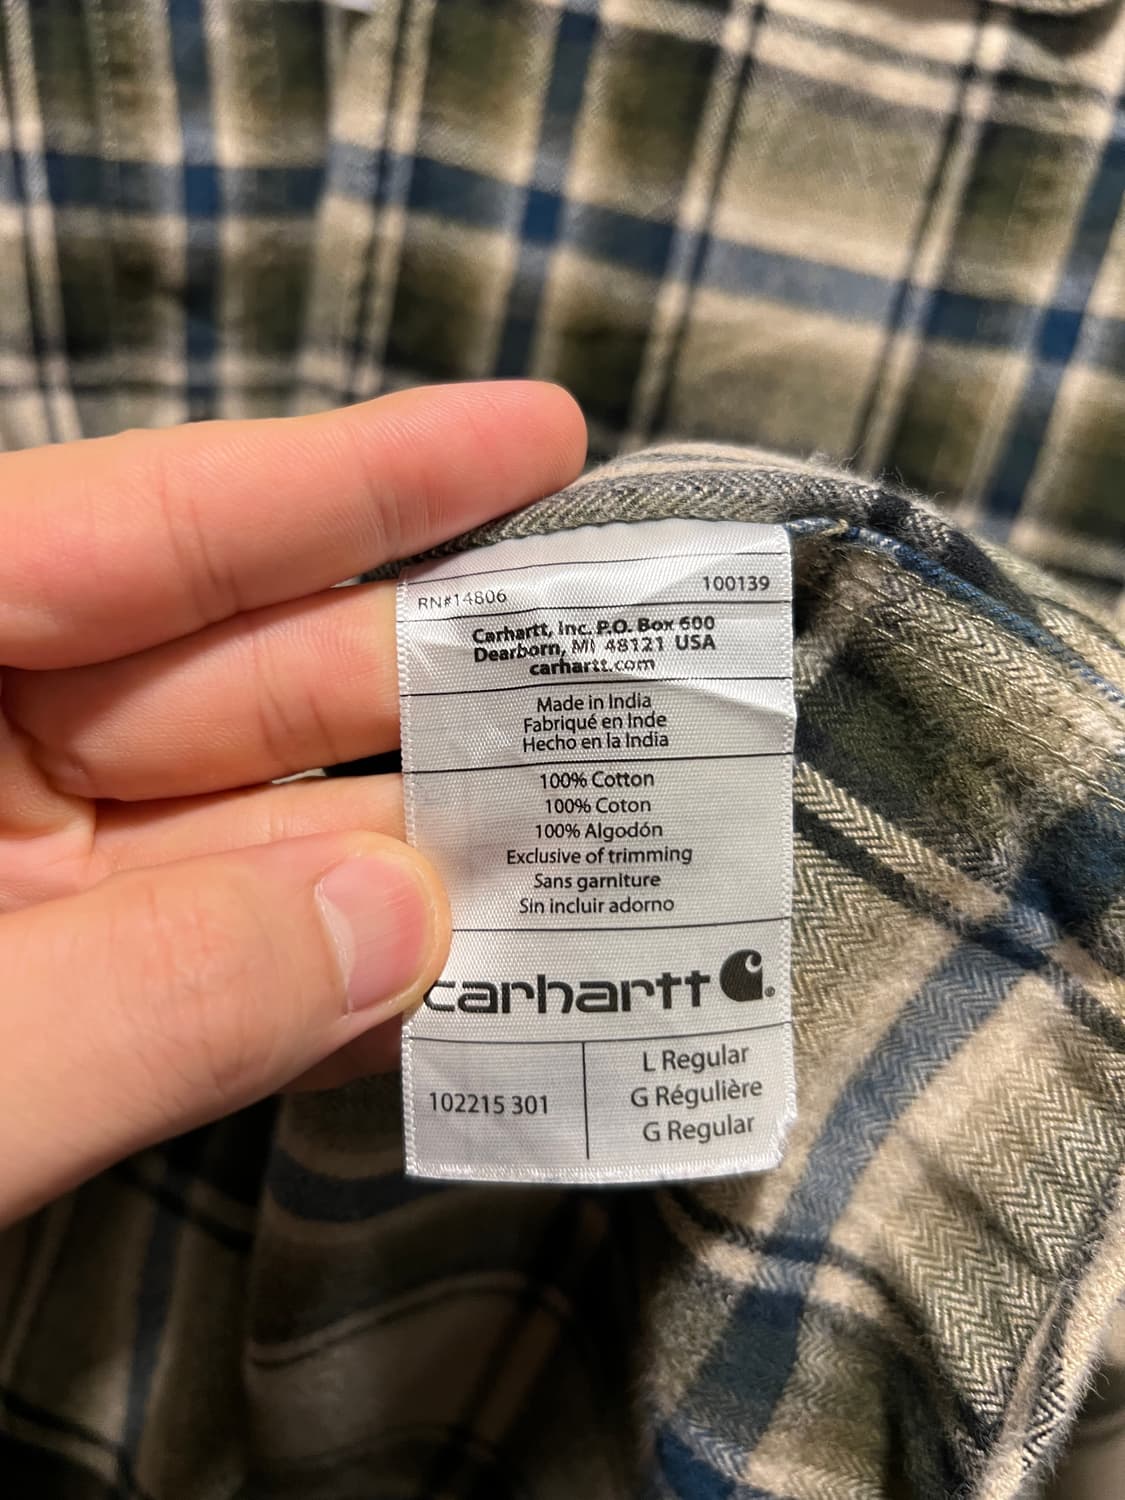 RN#14806 100139
Carhartt, Inc. P.O. Box 600
Dearborn, MI 48121 USA
carhartt.com
Made in India
Fabriqué en Inde
Hecho en la India
100% Cotton
100% Coton
100% Algodón
Exclusive of trimming
Sans garniture
Sin incluir adorno
carhartt
102215 301
L Regular
G Régulière
G Regular